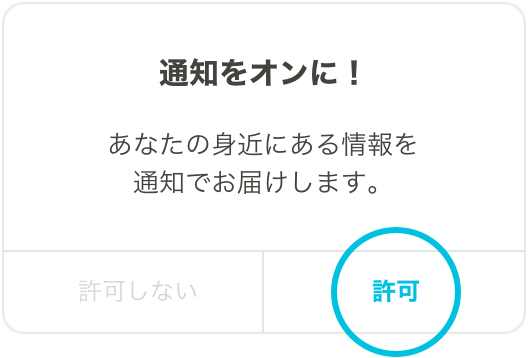 通知をオンに！
あなたの身近にある情報を
通知でお届けします。
許可しない
許可